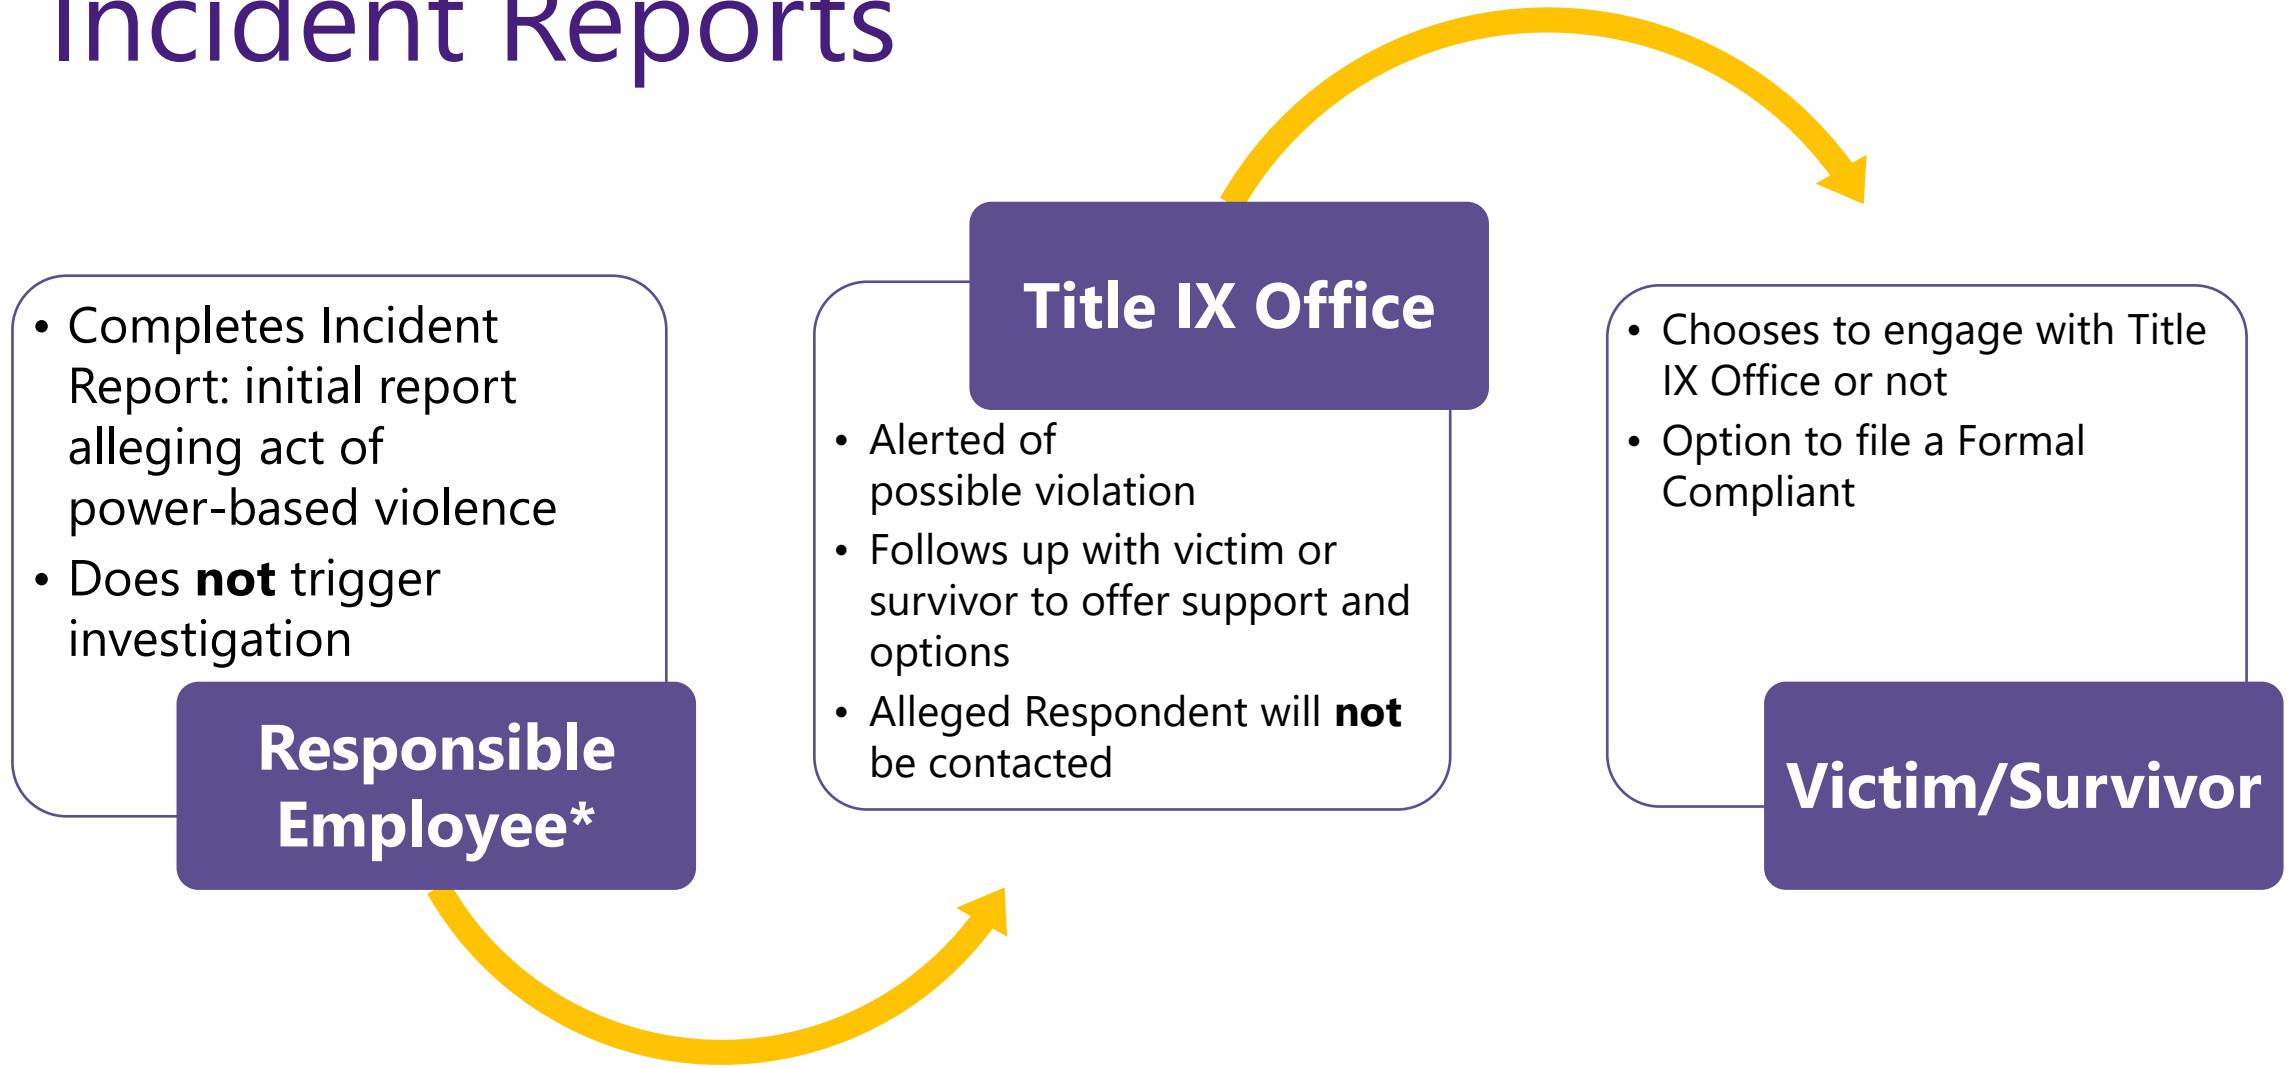 Incident Reports
• Completes Incident
Report: initial report
alleging act of
power-based violence
• Does not trigger
investigation
Responsible
Employee*
Title IX Office
• Alerted of
possible violation
• Follows up with victim or
survivor to offer support and
options
• Alleged Respondent will not
be contacted
• Chooses to engage with Title
IX Office or not
• Option to file a Formal
Compliant
Victim/Survivor